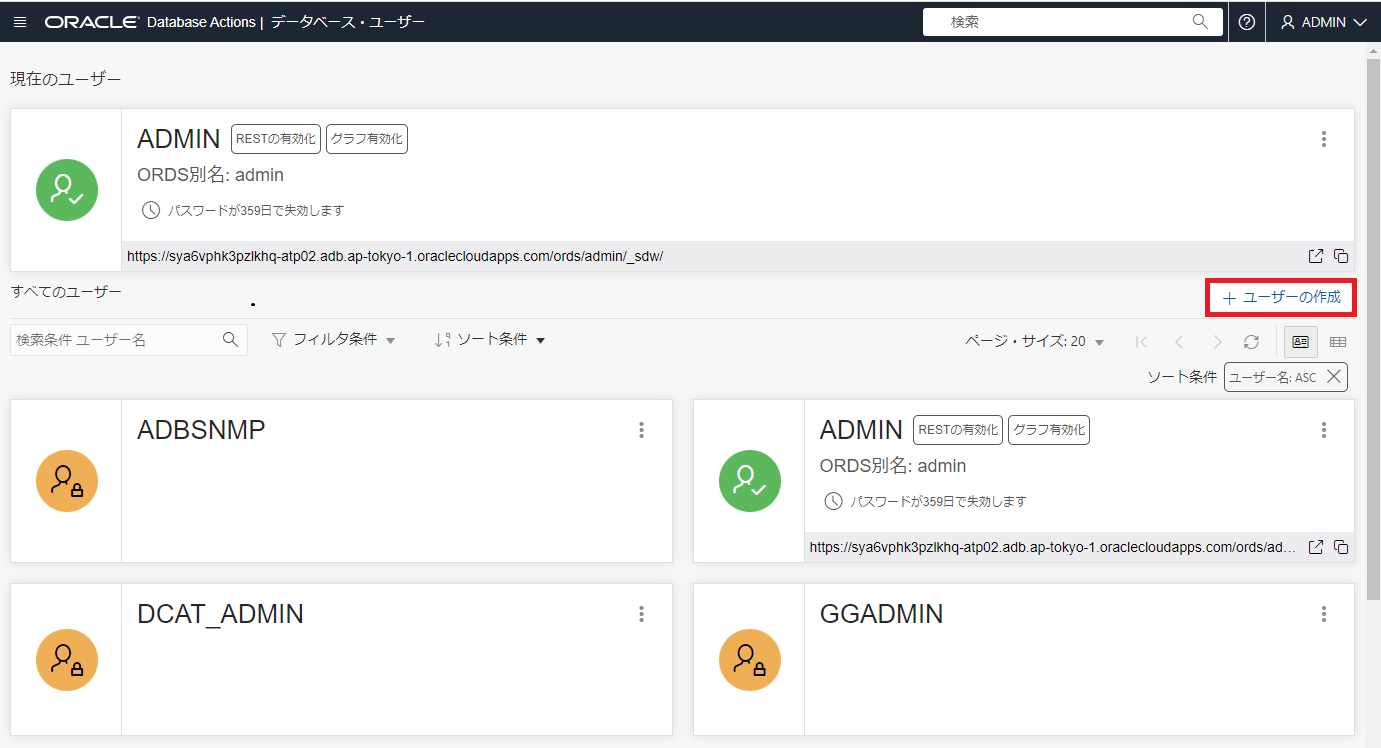 ORACLE Database Actions | データベース・ユーザー 検索 ADMIN
現在のユーザー
ADMIN RESTの有効化 グラフ有効化
ORDS別名: admin
パスワードが359日で失効します
https://sya6vphk3pzlkhq-atp02.adb.ap-tokyo-1.oraclecloudapps.com/ords/admin/_sdw/
すべてのユーザー
+ ユーザーの作成
検索条件 ユーザー名 フィルタ条件 ソート条件 ページ・サイズ: 20
ソート条件 ユーザー名: ASC
ADBSNMP
ADMIN RESTの有効化 グラフ有効化
ORDS別名: admin
パスワードが359日で失効します
https://sya6vphk3pzlkhq-atp02.adb.ap-tokyo-1.oraclecloudapps.com/ords/ad...
DCAT_ADMIN
GGADMIN